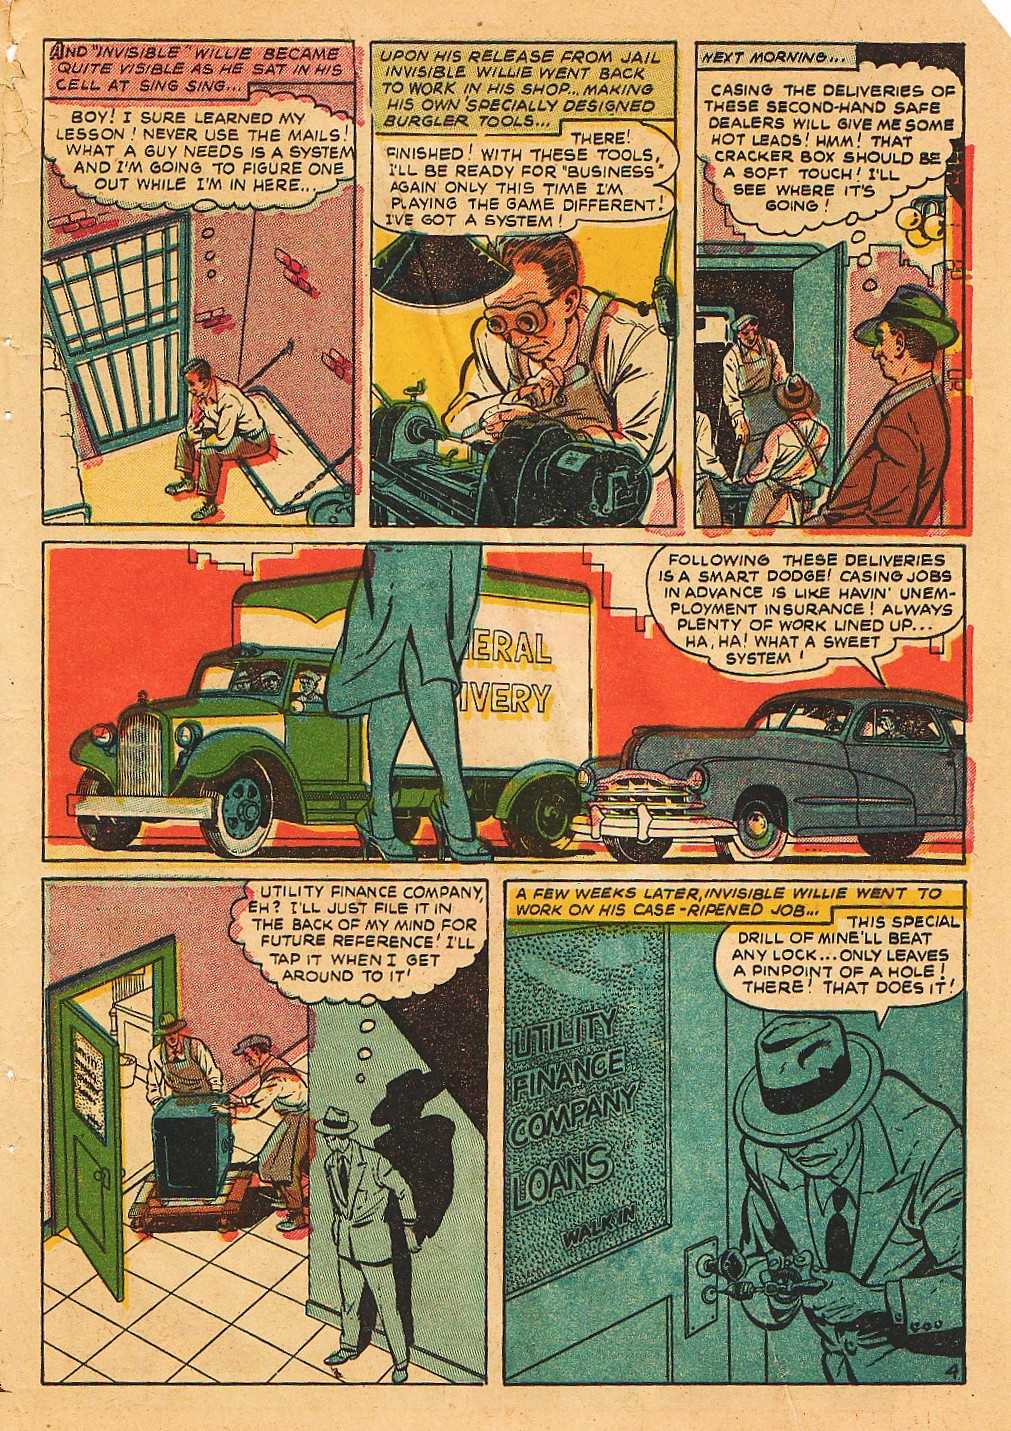 AND "INVISIBLE" WILLIE BECAME
QUITE VISIBLE AS HE SAT IN HIS
CELL AT SING SING...
BOY! I SURE LEARNED MY
LESSON! NEVER USE THE MAILS!
WHAT A GUY NEEDS IS A SYSTEM
AND I'M GOING TO FIGURE ONE
OUT WHILE I'M IN HERE...
UPON HIS RELEASE FROM JAIL
INVISIBLE WILLIE WENT BACK
TO WORK IN HIS SHOP... MAKING
HIS OWN 'SPECIALLY DESIGNED
BURGLER TOOLS...
THERE!
FINISHED! WITH THESE TOOLS,
I'LL BE READY FOR "BUSINESS"
AGAIN ONLY THIS TIME I'M
PLAYING THE GAME DIFFERENT!
I'VE GOT A SYSTEM!
NEXT MORNING...
CASING THE DELIVERIES OF
THESE SECOND-HAND SAFE
DEALERS WILL GIVE ME SOME
HOT LEADS! HMM! THAT
CRACKER BOX SHOULD BE
A SOFT TOUCH! I'LL
SEE WHERE IT'S
GOING!
FOLLOWING THESE DELIVERIES
IS A SMART DODGE! CASING JOBS
IN ADVANCE IS LIKE HAVIN' UNEM-
PLOYMENT INSURANCE! ALWAYS
PLENTY OF WORK LINED UP...
HA, HA! WHAT A SWEET
SYSTEM!
NERAL
IVERY
UTILITY FINANCE COMPANY,
EH? I'LL JUST FILE IT IN
THE BACK OF MY MIND FOR
FUTURE REFERENCE! I'LL
TAP IT WHEN I GET
AROUND TO IT!
A FEW WEEKS LATER, INVISIBLE WILLIE WENT TO
WORK ON HIS CASE-RIPENED JOB...
THIS SPECIAL
DRILL OF MINE'LL BEAT
ANY LOCK... ONLY LEAVES
A PINPOINT OF A HOLE!
THERE! THAT DOES IT!
UTILITY
FINANCE
COMPANY
LOANS
WALK IN
4